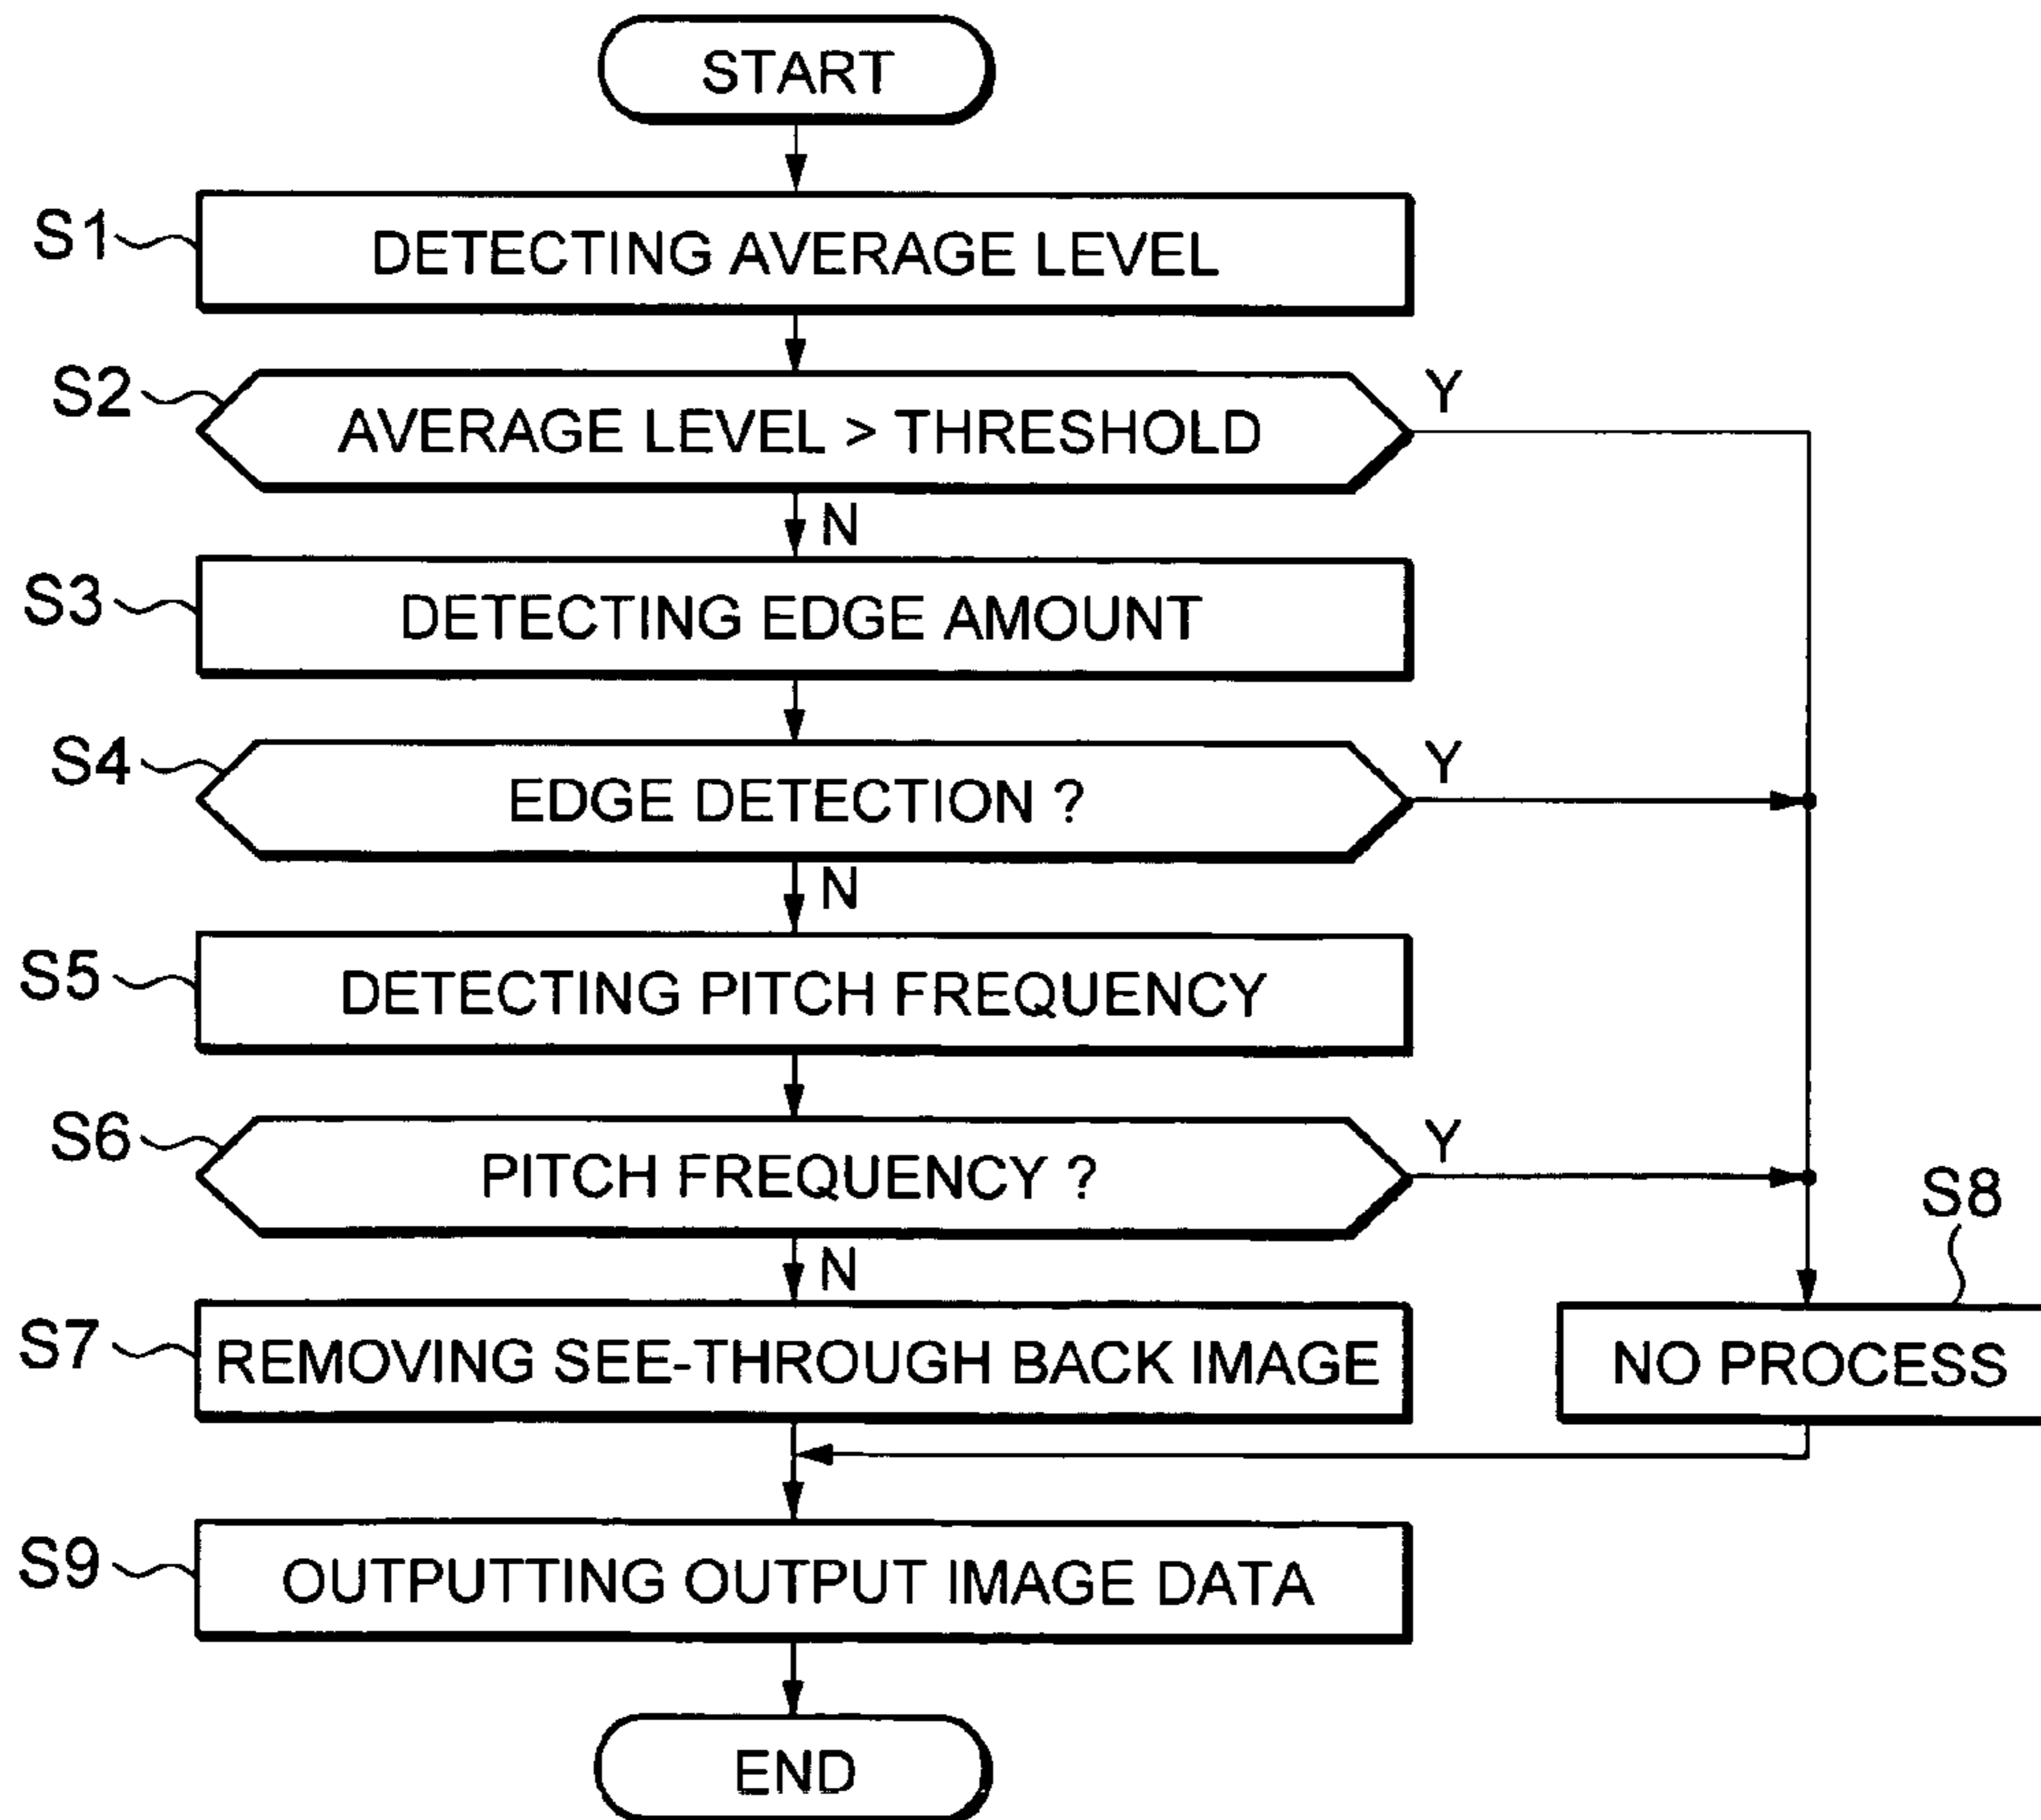 START
S1
DETECTING AVERAGE LEVEL
S2
AVERAGE LEVEL > THRESHOLD
Y
N
S3
DETECTING EDGE AMOUNT
S4
EDGE DETECTION ?
Y
N
S5
DETECTING PITCH FREQUENCY
S6
PITCH FREQUENCY ?
Y
N
S7
REMOVING SEE-THROUGH BACK IMAGE
S8
NO PROCESS
S9
OUTPUTTING OUTPUT IMAGE DATA
END